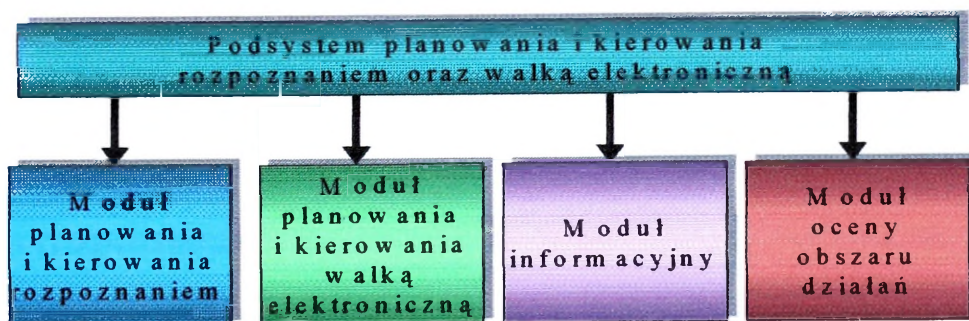 Podsystem planowania i kierowania
rozpoznaniem oraz walką elektroniczną
Moduł
planowania
i kierowania
rozpoznaniem
Moduł
planowania
i kierowania
walką
elektroniczną
Moduł
informacyjny
Moduł
oceny
obszaru
działań